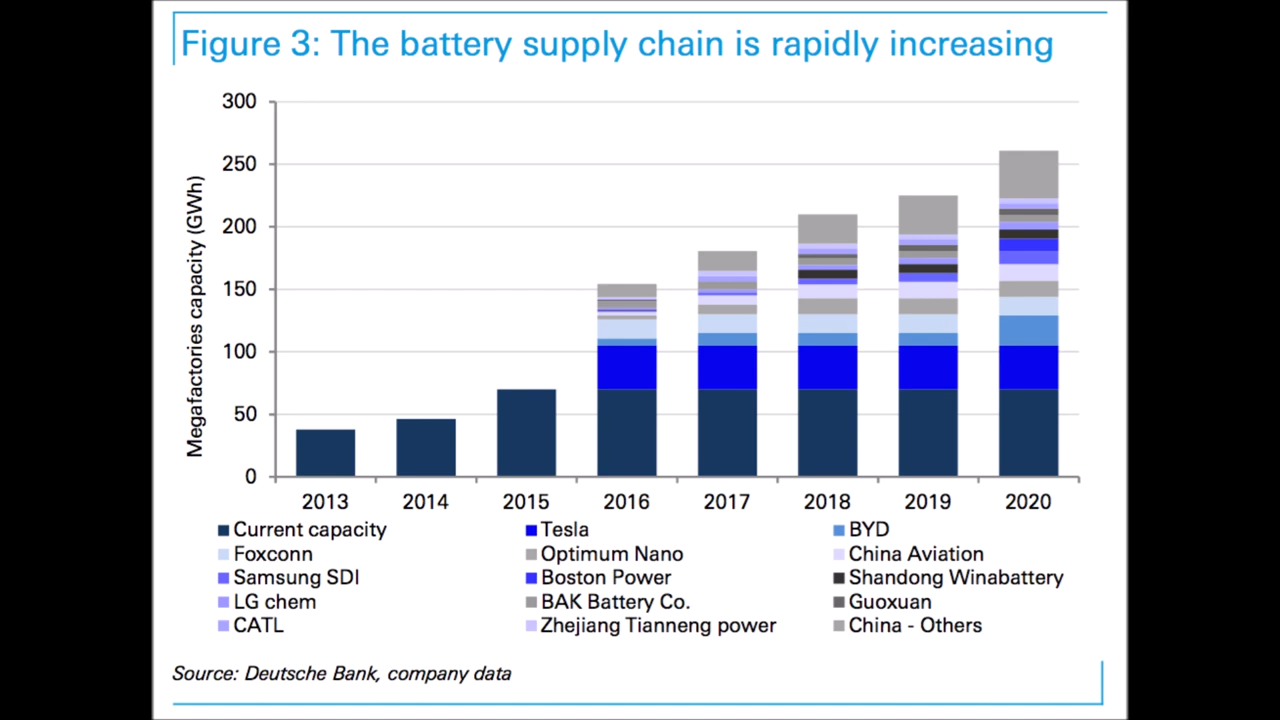 Figure 3: The battery supply chain is rapidly increasing
Megafactories capacity (GWh)
300
250
200
150
100
50
0
2013 2014 2015 2016 2017 2018 2019 2020
Current capacity Tesla BYD
Foxconn Optimum Nano China Aviation
Samsung SDI Boston Power Shandong Winabattery
LG chem BAK Battery Co. Guoxuan
CATL Zhejiang Tianneng power China - Others
Source: Deutsche Bank, company data